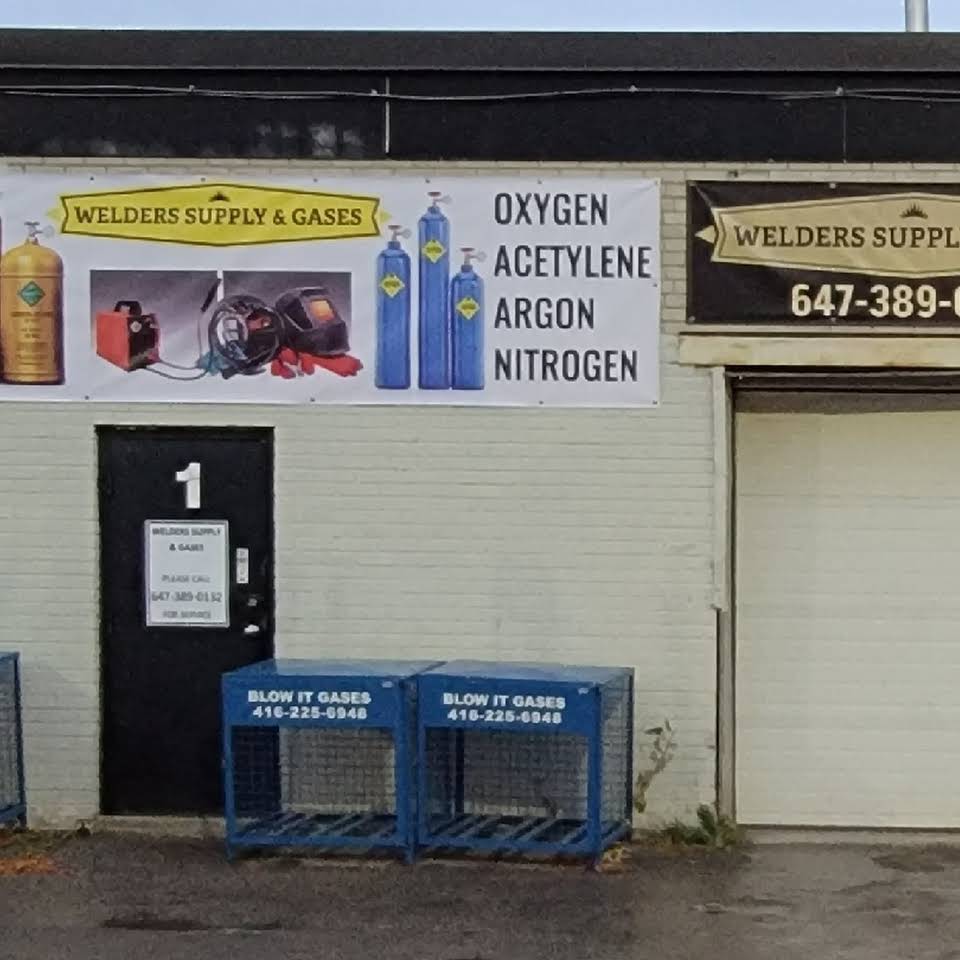 WELDERS SUPPLY & GASES
OXYGEN
ACETYLENE
ARGON
NITROGEN
WELDERS SUPPL
647-389-0
1
WELDERS SUPPLY
& GASES
PLEASE CALL
647-389-0132
FOR SERVICE
BLOW IT GASES
416-225-6948
BLOW IT GASES
416-225-6948